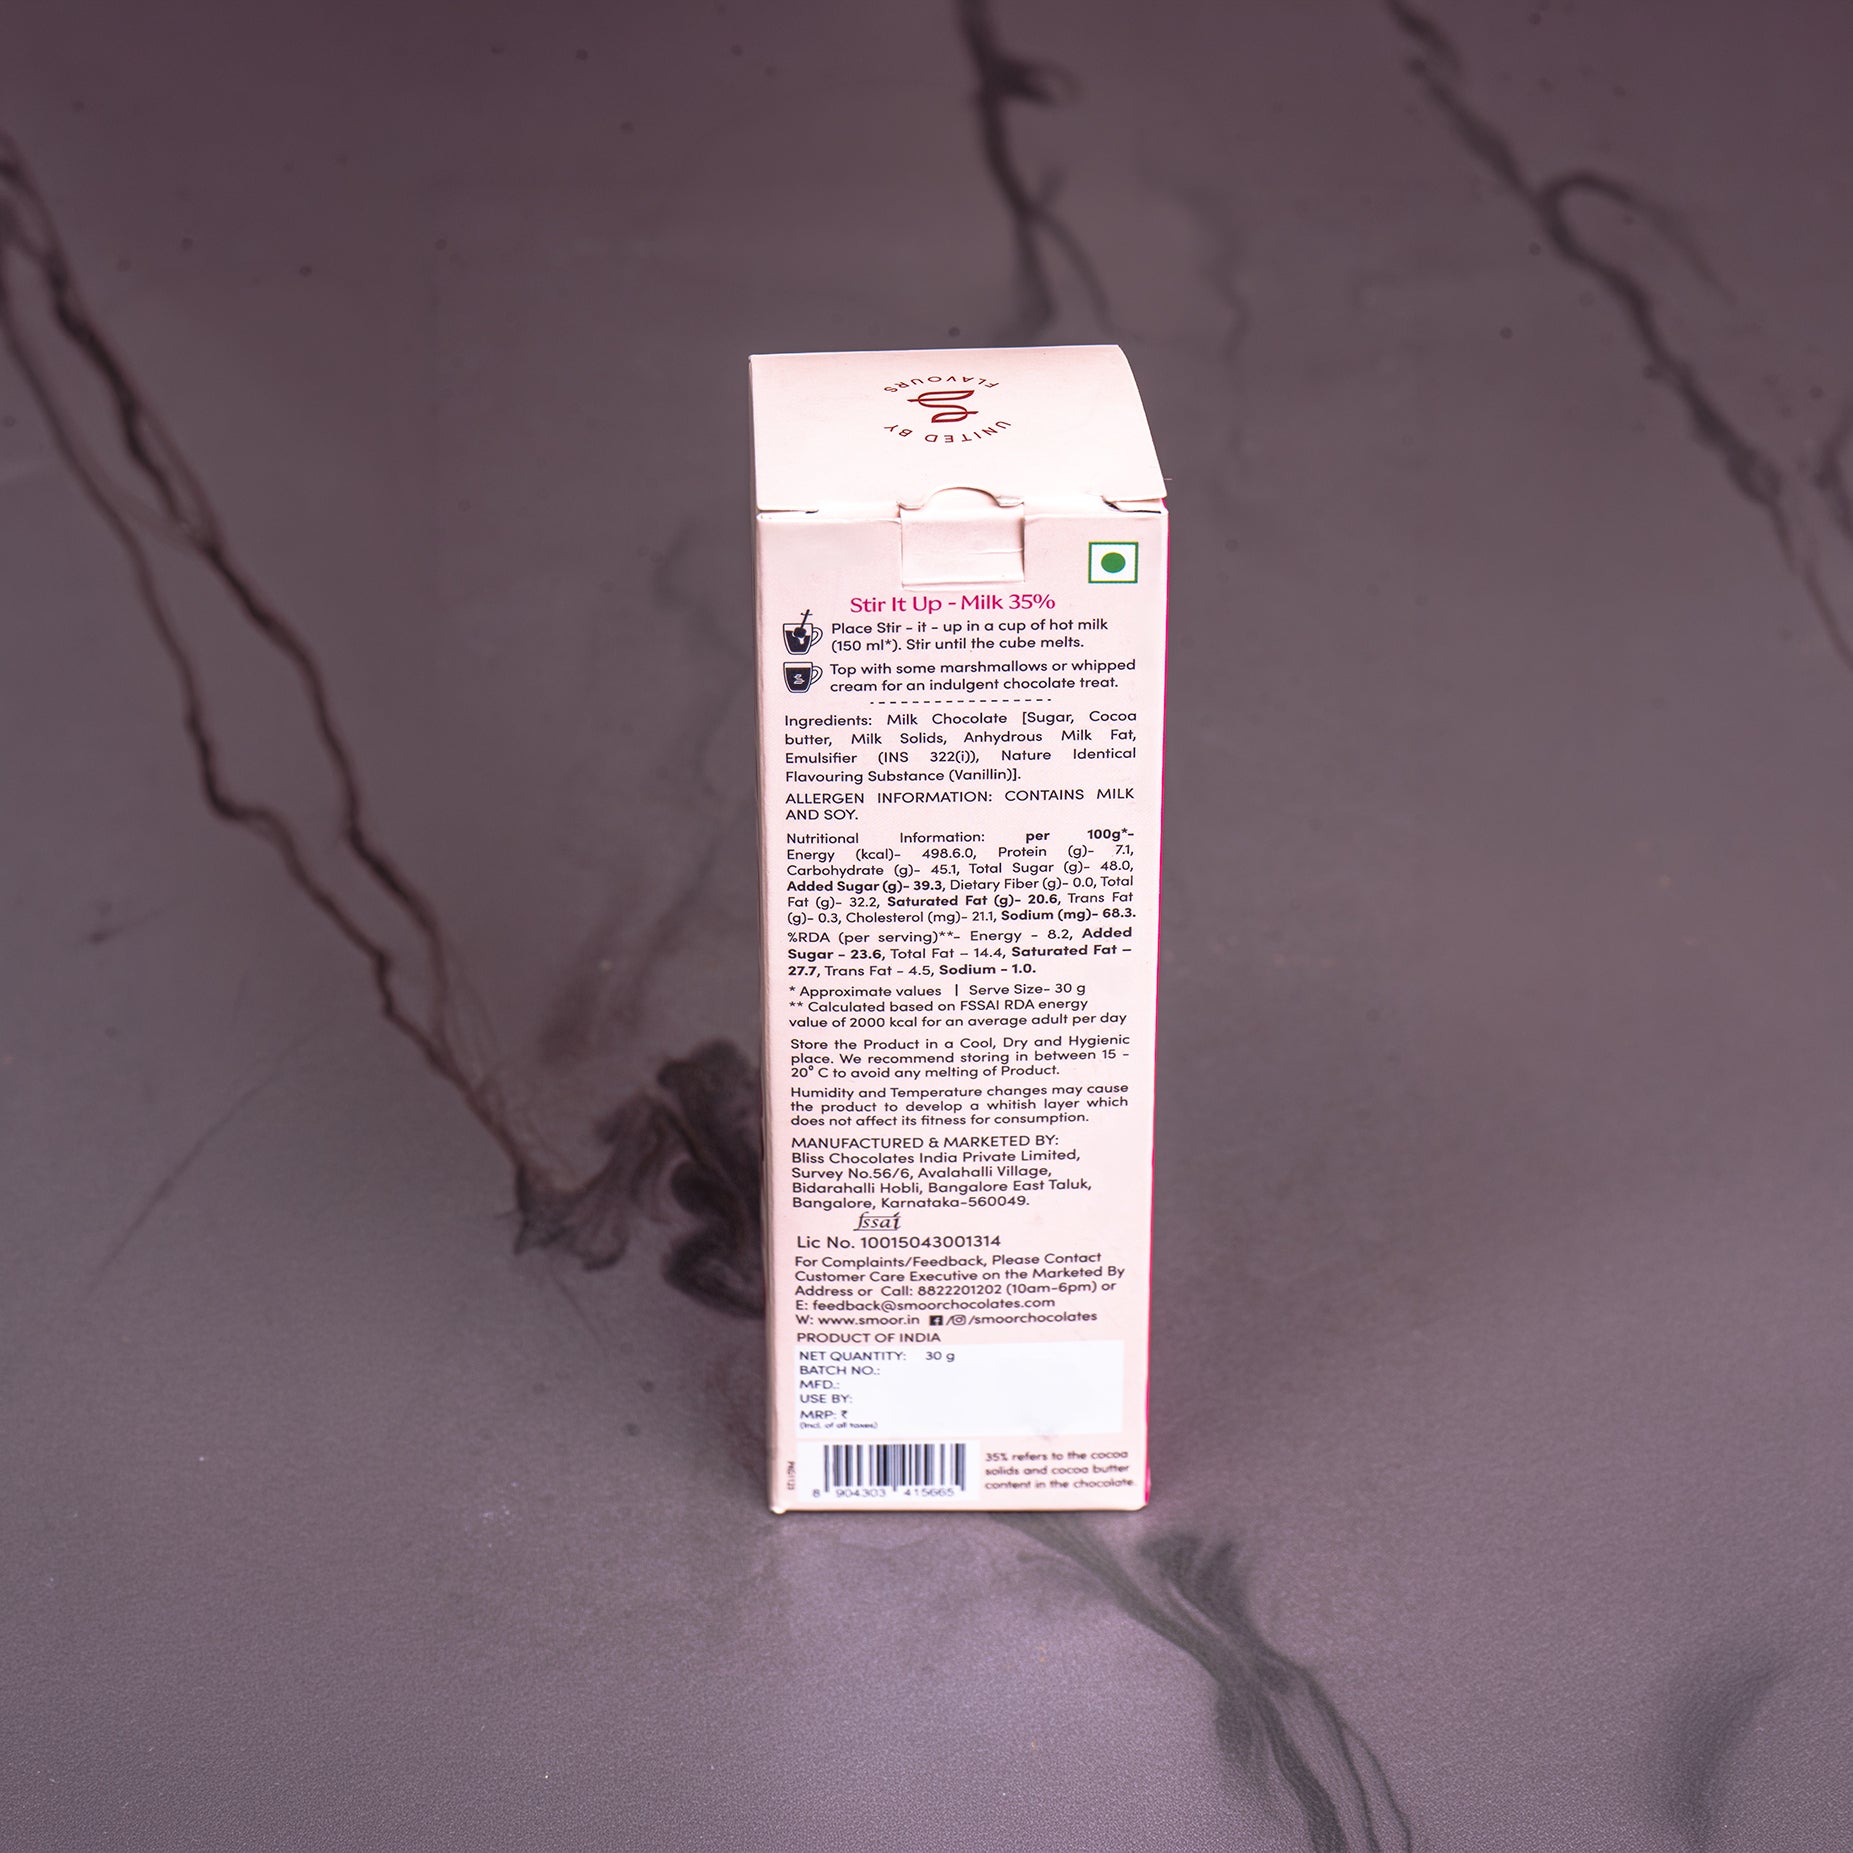 UNITED BY
FLAVOURS
Stir It Up - Milk 35%
Place Stir - it - up in a cup of hot milk
(150 ml*). Stir until the cube melts.
Top with some marshmallows or whipped
cream for an indulgent chocolate treat.
Ingredients: Milk Chocolate [Sugar, Cocoa
butter, Milk Solids, Anhydrous Milk Fat,
Emulsifier (INS 322(i)), Nature Identical
Flavouring Substance (Vanillin)].
ALLERGEN INFORMATION: CONTAINS MILK
AND SOY.
Nutritional Information: per 100g*-
Energy (kcal)- 498.6.0, Protein (g)- 7.1,
Carbohydrate (g)- 45.1, Total Sugar (g)- 48.0,
Added Sugar (g)- 39.3, Dietary Fiber (g)- 0.0, Total
Fat (g)- 32.2, Saturated Fat (g)- 20.6, Trans Fat
(g)- 0.3, Cholesterol (mg)- 21.1, Sodium (mg)- 68.3.
%RDA (per serving)**- Energy - 8.2, Added
Sugar - 23.6, Total Fat – 14.4, Saturated Fat –
27.7, Trans Fat - 4.5, Sodium - 1.0.
* Approximate values | Serve Size- 30 g
** Calculated based on FSSAI RDA energy
value of 2000 kcal for an average adult per day
Store the Product in a Cool, Dry and Hygienic
place. We recommend storing in between 15 -
20° C to avoid any melting of Product.
Humidity and Temperature changes may cause
the product to develop a whitish layer which
does not affect its fitness for consumption.
MANUFACTURED & MARKETED BY:
Bliss Chocolates India Private Limited,
Survey No.56/6, Avalahalli Village,
Bidarahalli Hobli, Bangalore East Taluk,
Bangalore, Karnataka-560049.
fssai
Lic No. 10015043001314
For Complaints/Feedback, Please Contact
Customer Care Executive on the Marketed By
Address or Call: 8822201202 (10am-6pm) or
E: feedback@smoorchocolates.com
W: www.smoor.in /smoorchocolates
PRODUCT OF INDIA
NET QUANTITY: 30 g
BATCH NO.:
MFD.:
USE BY:
MRP: ₹
(Incl. of all taxes)
PKG1123
8 904303 415665
35% refers to the cocoa
solids and cocoa butter
content in the chocolate.